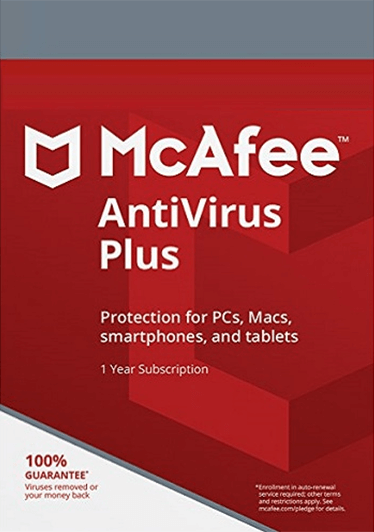 McAfee™
AntiVirus
Plus
Protection for PCs, Macs,
smartphones, and tablets
1 Year Subscription
100%
GUARANTEE*
Viruses removed or
your money back
*Enrollment in auto-renewal
service required; other terms
and restrictions apply. See
mcafee.com/pledge for details.